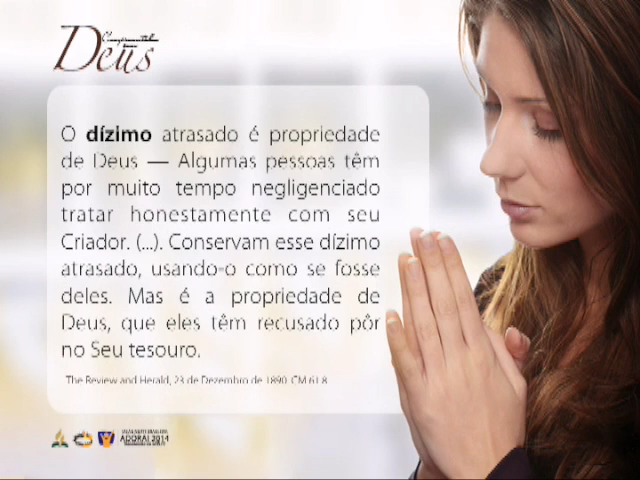 Deus
O dízimo atrasado é propriedade
de Deus — Algumas pessoas têm
por muito tempo negligenciado
tratar honestamente com seu
Criador. (...). Conservam esse dízimo
atrasado, usando-o como se fosse
deles. Mas é a propriedade de
Deus, que eles têm recusado pôr
no Seu tesouro.
The Review and Herald, 23 de Dezembro de 1890. CM 61.8
ADORAI 2014